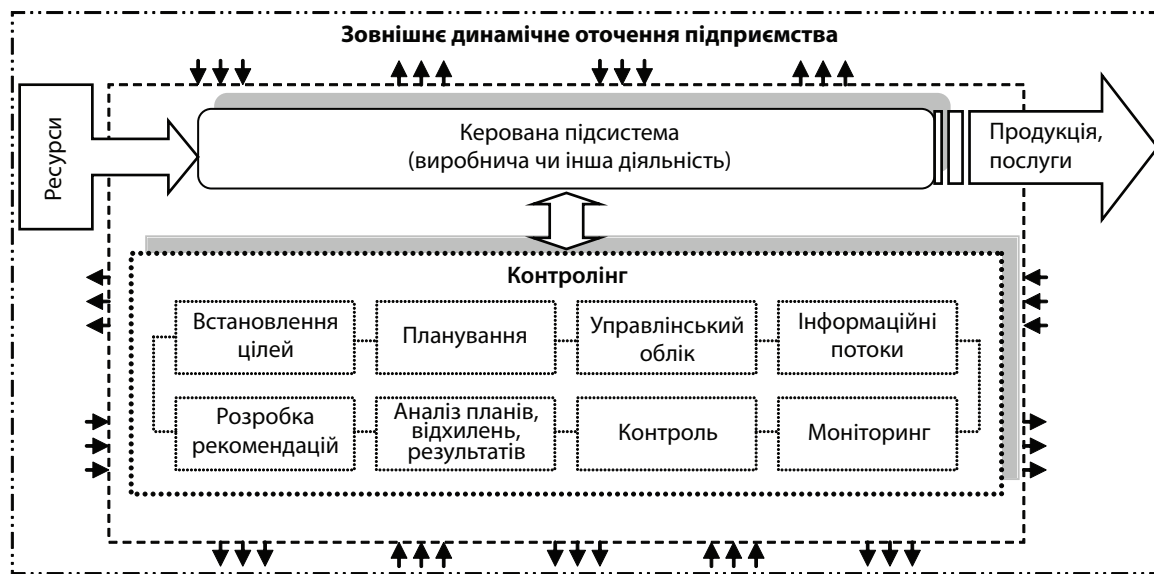 Зовнішнє динамічне оточення підприємства
Ресурси
Керована підсистема
(виробнича чи інша діяльність)
Продукція,
послуги
Контролінг
Встановлення
цілей
Планування
Управлінський
облік
Інформаційні
потоки
Розробка
рекомендацій
Аналіз планів,
відхилень,
результатів
Контроль
Моніторинг